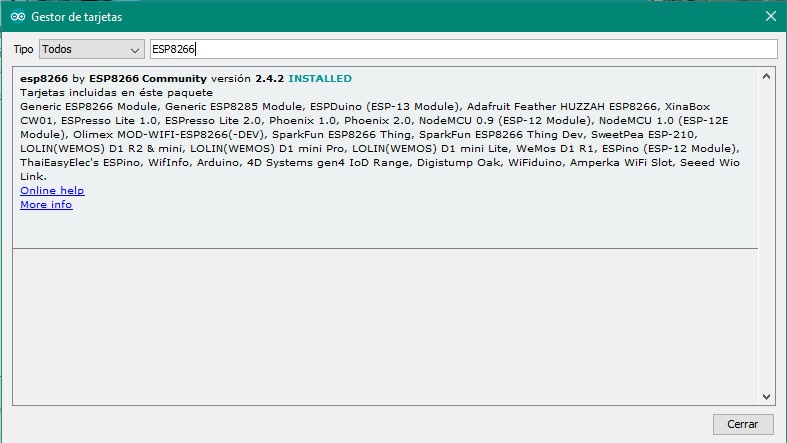 Gestor de tarjetas
Tipo Todos ESP8266
esp8266 by ESP8266 Community versión 2.4.2 INSTALLED
Tarjetas incluidas en éste paquete
Generic ESP8266 Module, Generic ESP8285 Module, ESPDuino (ESP-13 Module), Adafruit Feather HUZZAH ESP8266, XinaBox
CW01, ESPresso Lite 1.0, ESPresso Lite 2.0, Phoenix 1.0, Phoenix 2.0, NodeMCU 0.9 (ESP-12 Module), NodeMCU 1.0 (ESP-12E
Module), Olimex MOD-WIFI-ESP8266(-DEV), SparkFun ESP8266 Thing, SparkFun ESP8266 Thing Dev, SweetPea ESP-210,
LOLIN(WEMOS) D1 R2 & mini, LOLIN(WEMOS) D1 mini Pro, LOLIN(WEMOS) D1 mini Lite, WeMos D1 R1, ESPino (ESP-12 Module),
ThaiEasyElec's ESPino, WifInfo, Arduino, 4D Systems gen4 IoD Range, Digistump Oak, WiFiduino, Amperka WiFi Slot, Seeed Wio
Link.
Online help
More info
Cerrar